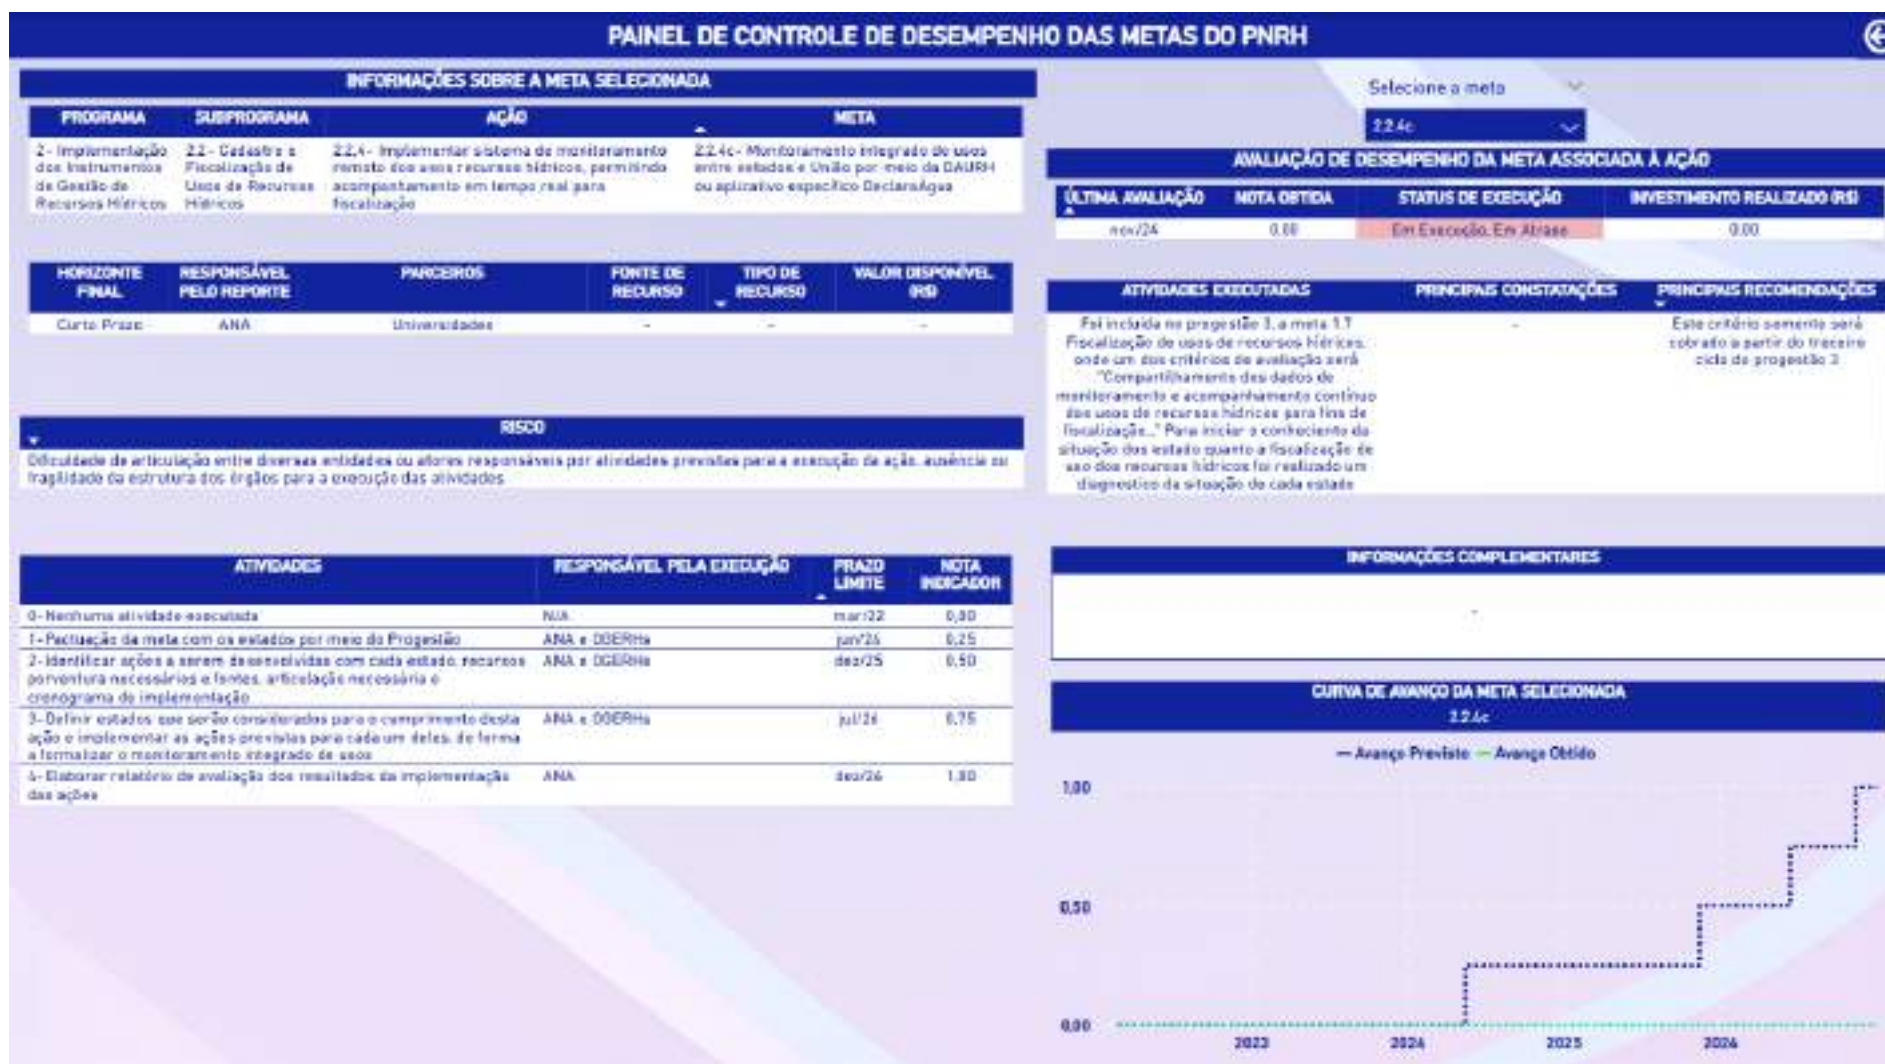 PAINEL DE CONTROLE DE DESEMPENHO DAS METAS DO PNRH
INFORMAÇÕES SOBRE A META SELECIONADA
PROGRAMA SUBPROGRAMA AÇÃO META
2- Implementação 2.2- Cadastro e 2.2.4- Implementar sistema de monitoramento 2.2.4c- Monitoramento integrado de usos
dos Instrumentos Fiscalização de remoto dos usos recursos hídricos, permitindo entre estados e União por meio da DAURH
de Gestão de Usos de Recursos acompanhamento em tempo real para ou aplicativo específico DeclaraÁgua
Recursos Hídricos Hídricos fiscalização
HORIZONTE RESPONSÁVEL PARCEIROS FONTE DE TIPO DE VALOR DISPONÍVEL
FINAL PELO REPORTE RECURSO RECURSO (R$)
Curto Prazo ANA Universidades - - -
RISCO
Dificuldade de articulação entre diversas entidades ou atores responsáveis por atividades previstas para a execução da ação, ausência ou
fragilidade da estrutura dos órgãos para a execução das atividades
ATIVIDADES RESPONSÁVEL PELA EXECUÇÃO PRAZO NOTA
LIMITE INDICADOR
0- Nenhuma atividade executada N/A mar/22 0,00
1- Pactuação da meta com os estados por meio do Progestão ANA e OGERHs jun/24 0,25
2- Identificar ações a serem desenvolvidas com cada estado, recursos ANA e OGERHs dez/25 0,50
porventura necessários e fontes, articulação necessária e
cronograma de implementação
3- Definir estados que serão considerados para o cumprimento desta ANA e OGERHs jul/26 0,75
ação e implementar as ações previstas para cada um deles, de forma
a formalizar o monitoramento integrado de usos
4- Elaborar relatório de avaliação dos resultados da implementação ANA dez/26 1,00
das ações
Selecione a meta
2.2.4c
AVALIAÇÃO DE DESEMPENHO DA META ASSOCIADA À AÇÃO
ÚLTIMA AVALIAÇÃO NOTA OBTIDA STATUS DE EXECUÇÃO INVESTIMENTO REALIZADO (R$)
nov/24 0,00 Em Execução, Em Atraso 0,00
ATIVIDADES EXECUTADAS PRINCIPAIS CONSTATAÇÕES PRINCIPAIS RECOMENDAÇÕES
Foi incluída no progestão 3, a meta 1.7 - Este critério somente será
Fiscalização de usos de recursos hídricos, cobrado a partir do treceiro
onde um dos critérios de avaliação será ciclo do progestão 3
"Compartilhamento dos dados de
monitoramento e acompanhamento contínuo
dos usos de recursos hídricos para fins de
fiscalização..." Para iniciar o conheciento da
situação dos estado quanto a fiscalização de
uso dos recursos hídricos foi realizado um
diagnostico da situação de cada estado
INFORMAÇÕES COMPLEMENTARES
-
CURVA DE AVANÇO DA META SELECIONADA
2.2.4c
Avanço Previsto Avanço Obtido
1,00
0,50
0,00
2023 2024 2025 2026